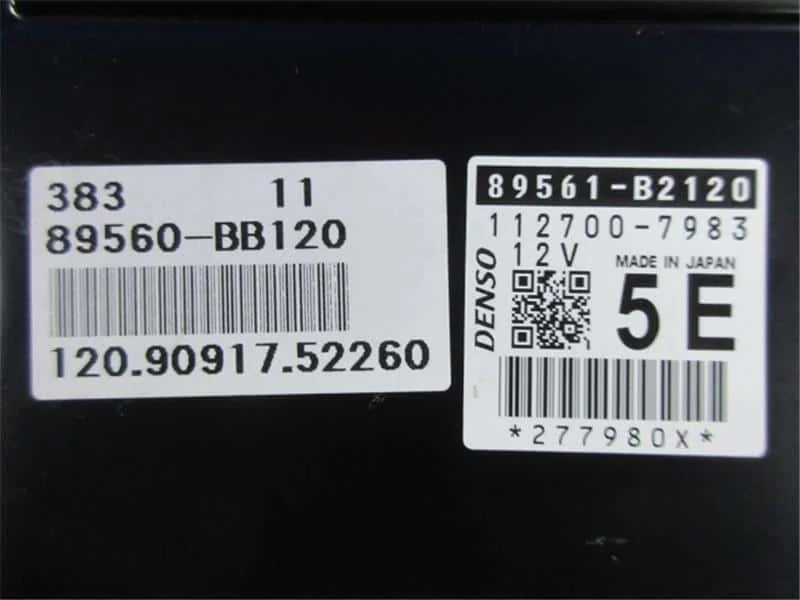 383 11
89560-BB120
120.90917.52260
89561-B2120
112700-7983
12V
MADE IN JAPAN
DENSO
5E
*277980X*